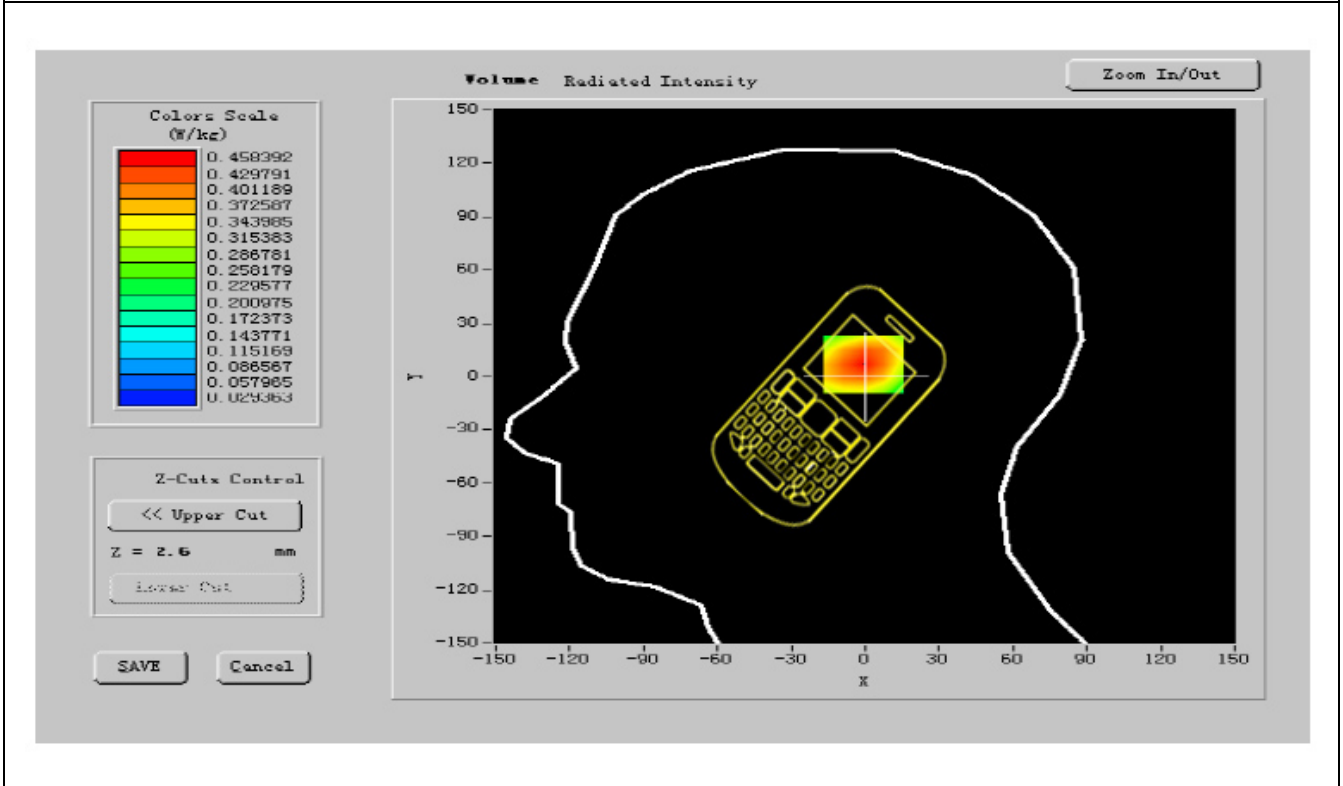 Volume Radiated Intensity
Zoom In/Out
Colors Scale
(W/kg)
0.458392
0.429791
0.401189
0.372587
0.343985
0.315383
0.286781
0.258179
0.229577
0.200975
0.172373
0.143771
0.115169
0.086567
0.057965
0.029363
Z-Cuts Control
<< Upper Cut
Z = 2.6 mm
Lower Cut
SAVE
Cancel
150
120
90
60
30
0
-30
-60
-90
-120
-150
Y
-150 -120 -90 -60 -30 0 30 60 90 120 150
X